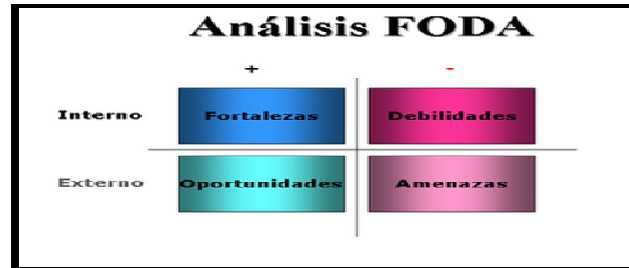 Análisis FODA
+ -
Interno Fortalezas Debilidades
Externo Oportunidades Amenazas